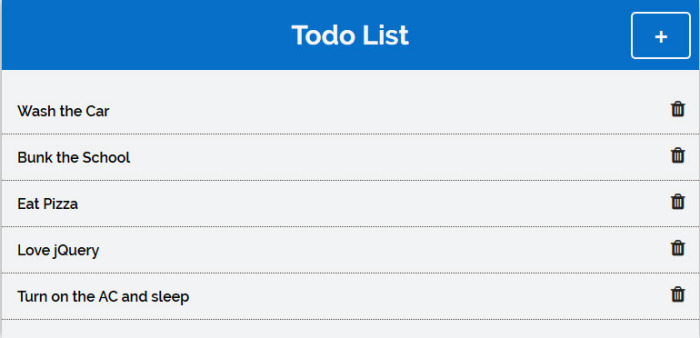 Todo List
+
Wash the Car
Bunk the School
Eat Pizza
Love jQuery
Turn on the AC and sleep